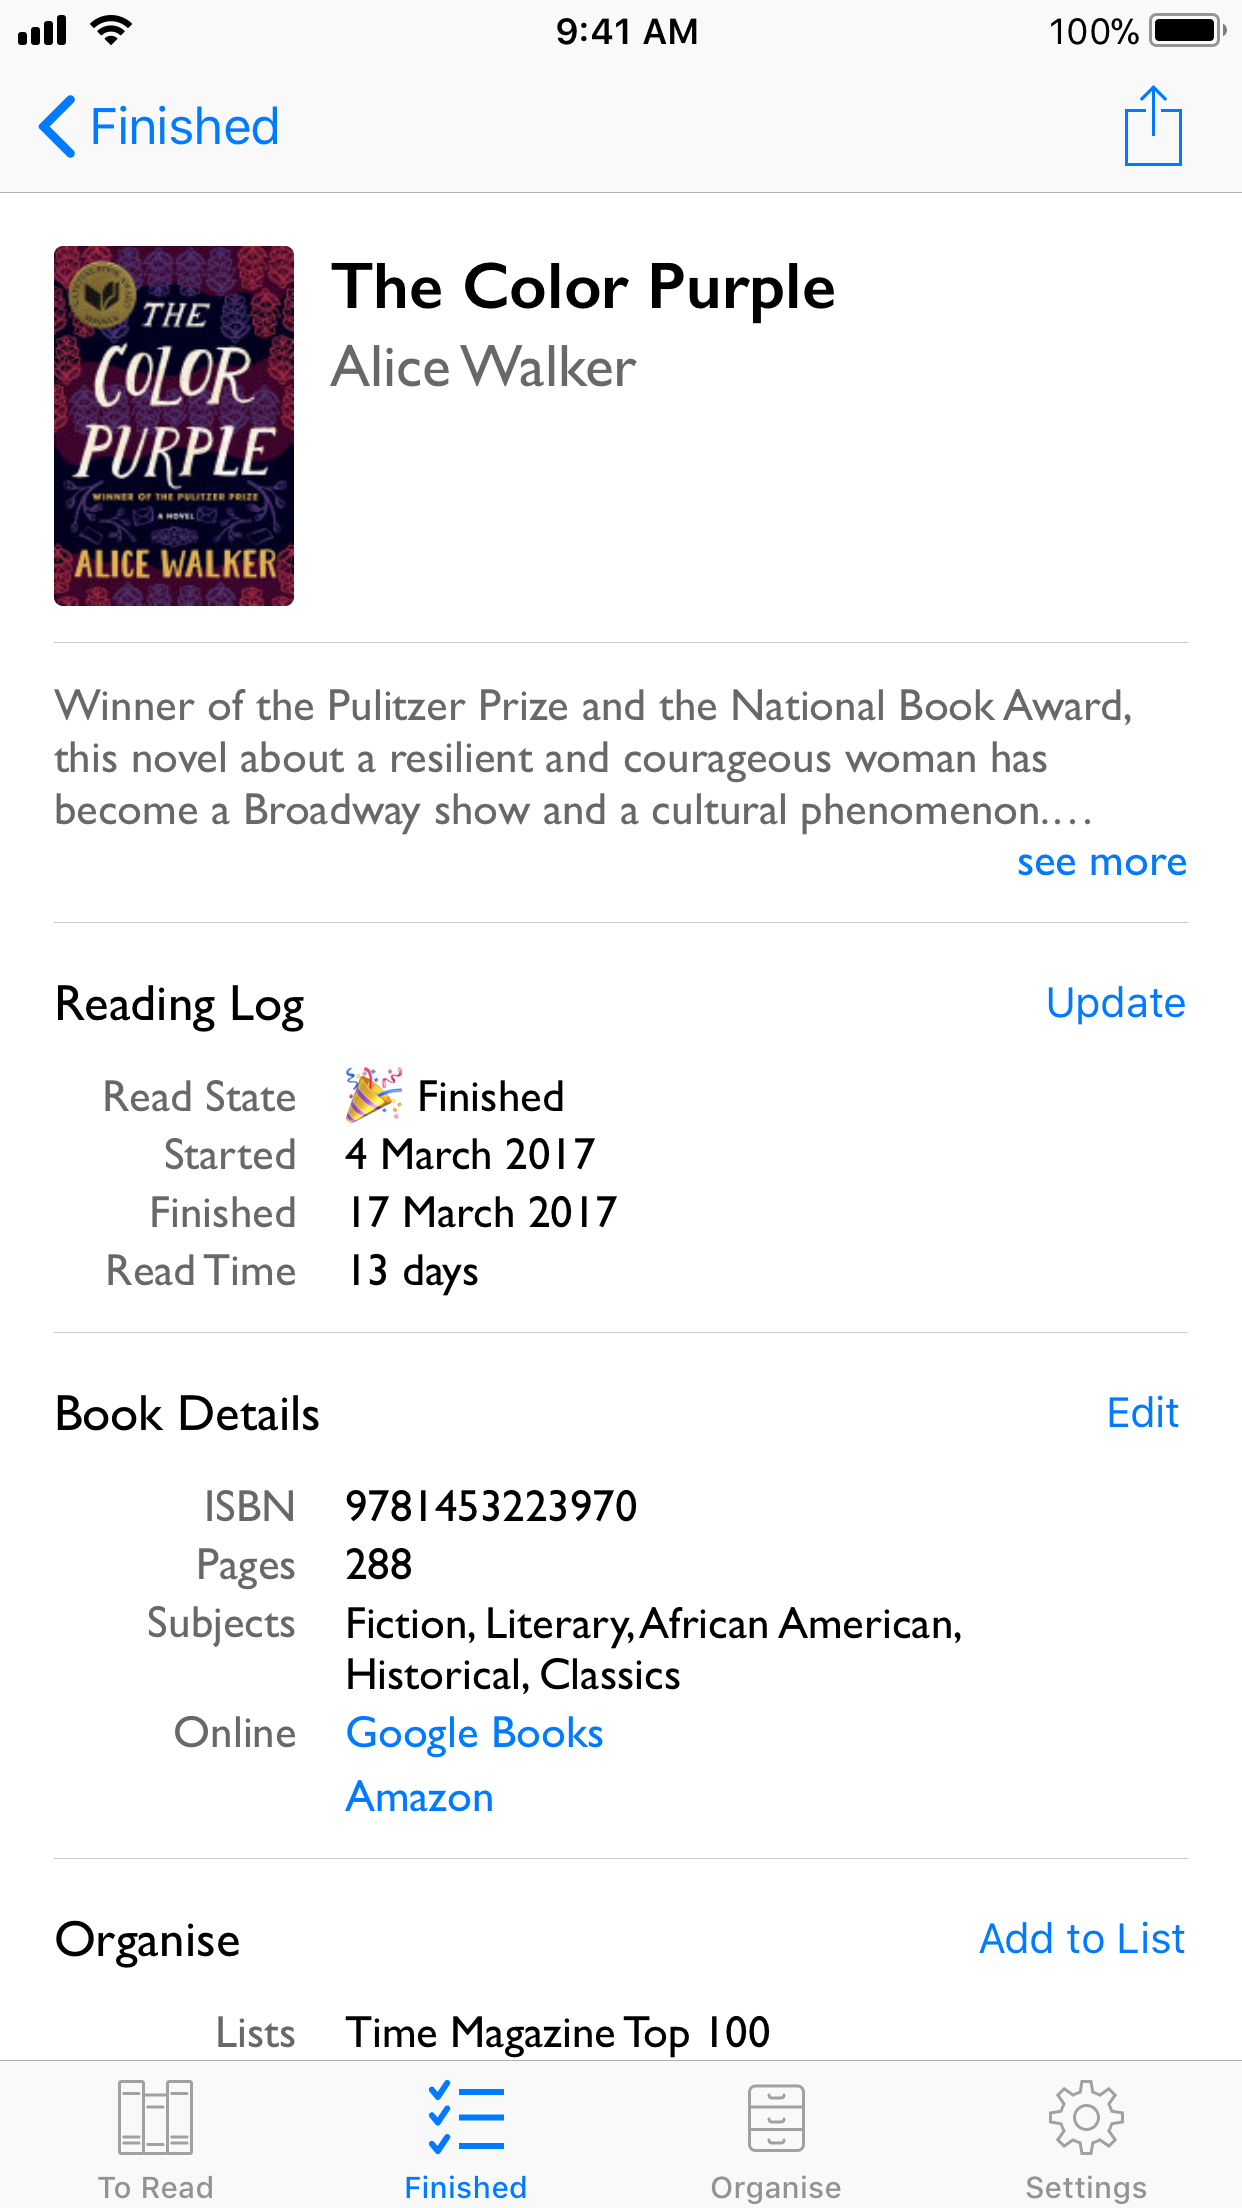 9:41 AM
100%
Finished
THE
COLOR
PURPLE
WINNER OF THE PULITZER PRIZE
A NOVEL
ALICE WALKER
The Color Purple
Alice Walker
Winner of the Pulitzer Prize and the National Book Award,
this novel about a resilient and courageous woman has
become a Broadway show and a cultural phenomenon....
see more
Reading Log
Update
Read State 🎉 Finished
Started 4 March 2017
Finished 17 March 2017
Read Time 13 days
Book Details
Edit
ISBN 9781453223970
Pages 288
Subjects Fiction, Literary, African American,
Historical, Classics
Online Google Books
Amazon
Organise
Add to List
Lists Time Magazine Top 100
To Read
Finished
Organise
Settings